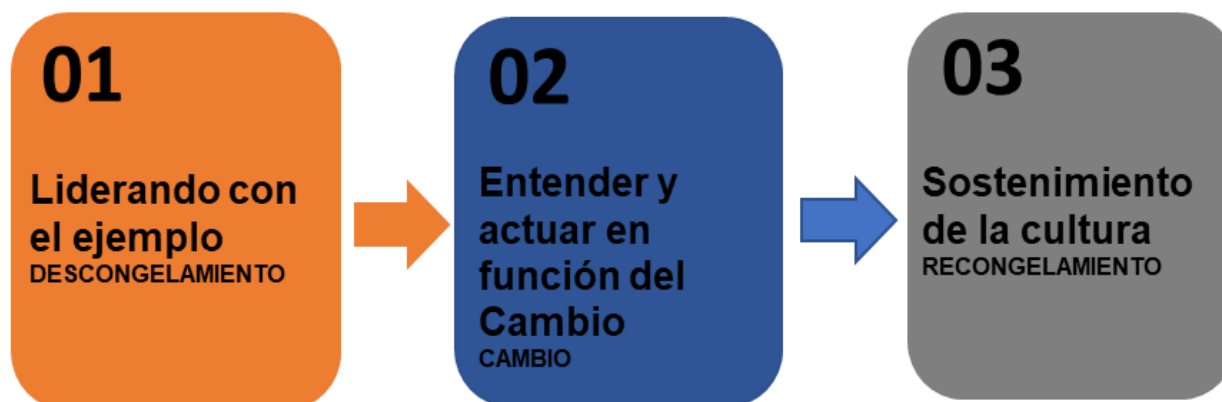 01
Liderando con
el ejemplo
DESCONGELAMIENTO
02
Entender y
actuar en
función del
Cambio
CAMBIO
03
Sostenimiento
de la cultura
RECONGELAMIENTO